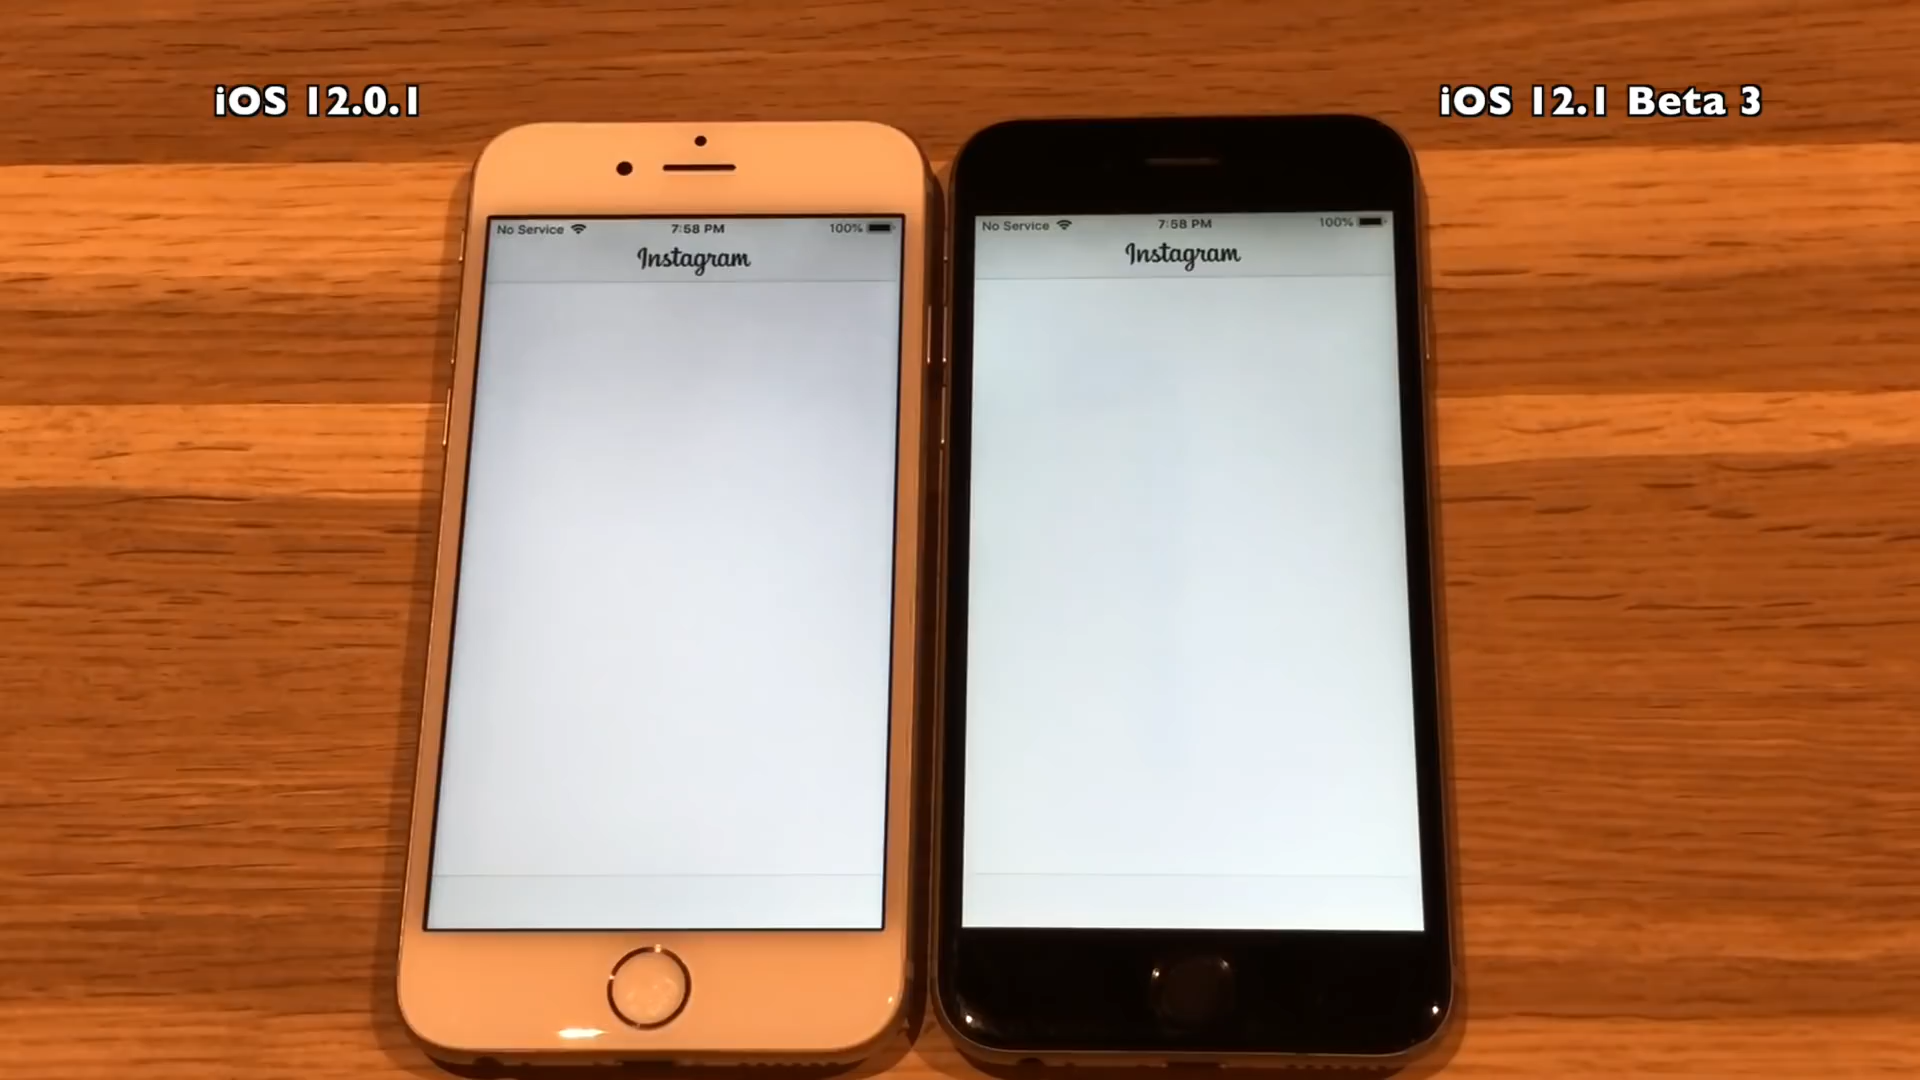 iOS 12.0.1
iOS 12.1 Beta 3
No Service 7:58 PM 100%
Instagram
No Service 7:58 PM 100%
Instagram